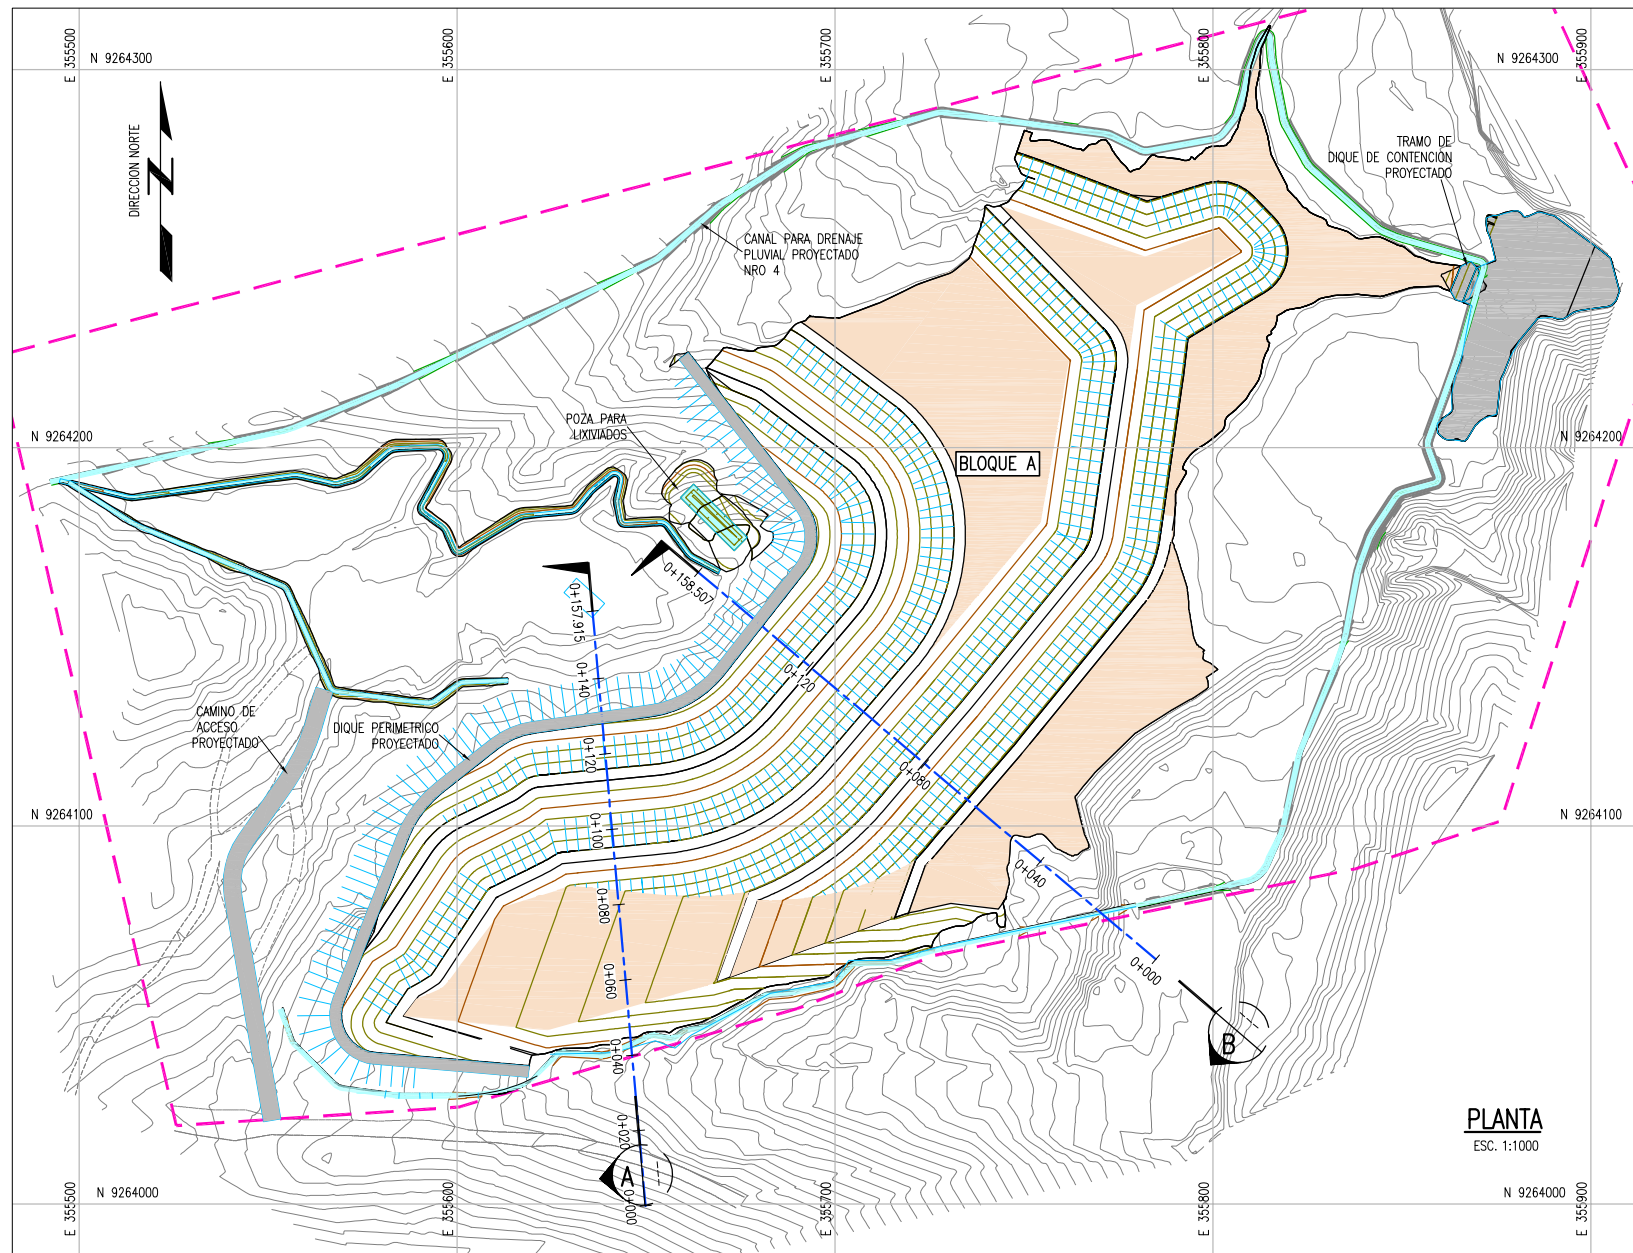 E 355500
E 355600
E 355700
E 355800
E 355900
N 9264300
N 9264300
DIRECCION NORTE
N
TRAMO DE
DIQUE DE CONTENCIÓN
PROYECTADO
CANAL PARA DRENAJE
PLUVIAL PROYECTADO
NRO 4
POZA PARA
LIXIVIADOS
N 9264200
N 9264200
BLOQUE A
0+158.507
0+157.915
0+140
0+120
0+120
0+100
0+080
0+080
0+060
0+040
0+040
0+020
0+000
0+000
CAMINO DE
ACCESO
PROYECTADO
DIQUE PERIMETRICO
PROYECTADO
N 9264100
N 9264100
A
B
PLANTA
ESC. 1:1000
N 9264000
N 9264000
E 355500
E 355600
E 355700
E 355800
E 355900